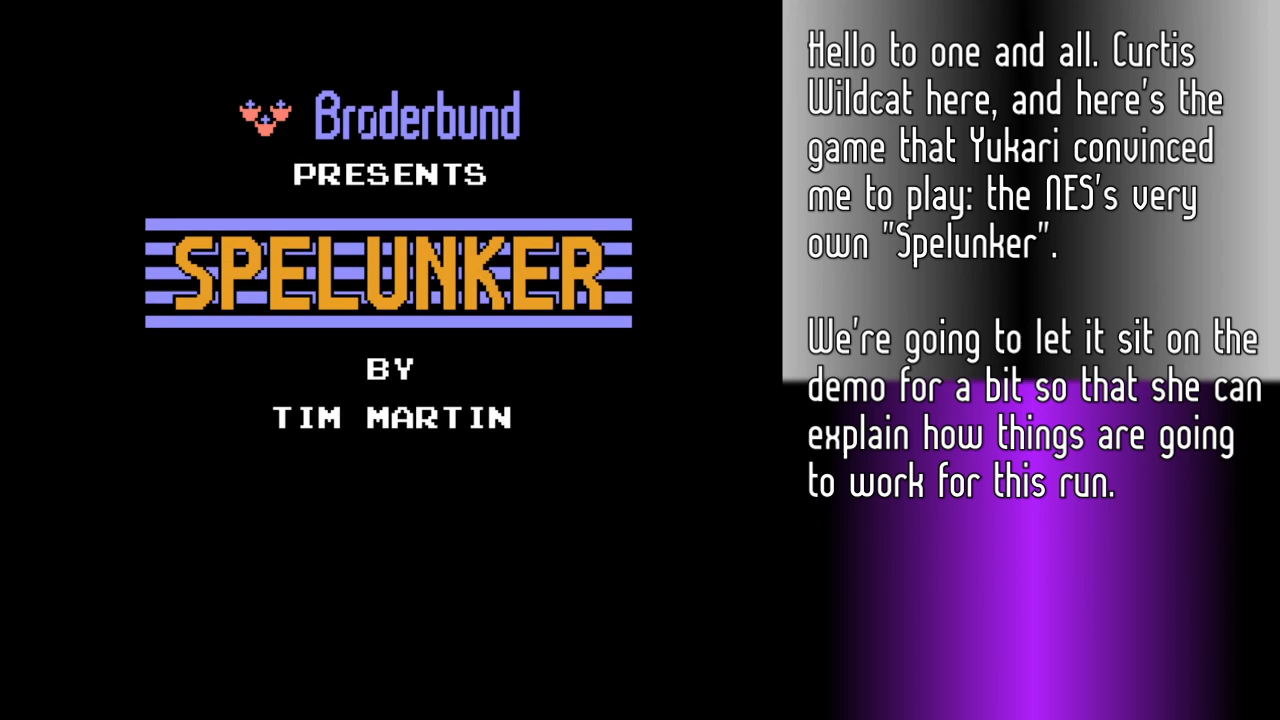 Broderbund
PRESENTS
SPELUNKER
BY
TIM MARTIN
Hello to one and all. Curtis
Wildcat here, and here's the
game that Yukari convinced
me to play: the NES's very
own "Spelunker".
We're going to let it sit on the
demo for a bit so that she can
explain how things are going
to work for this run.